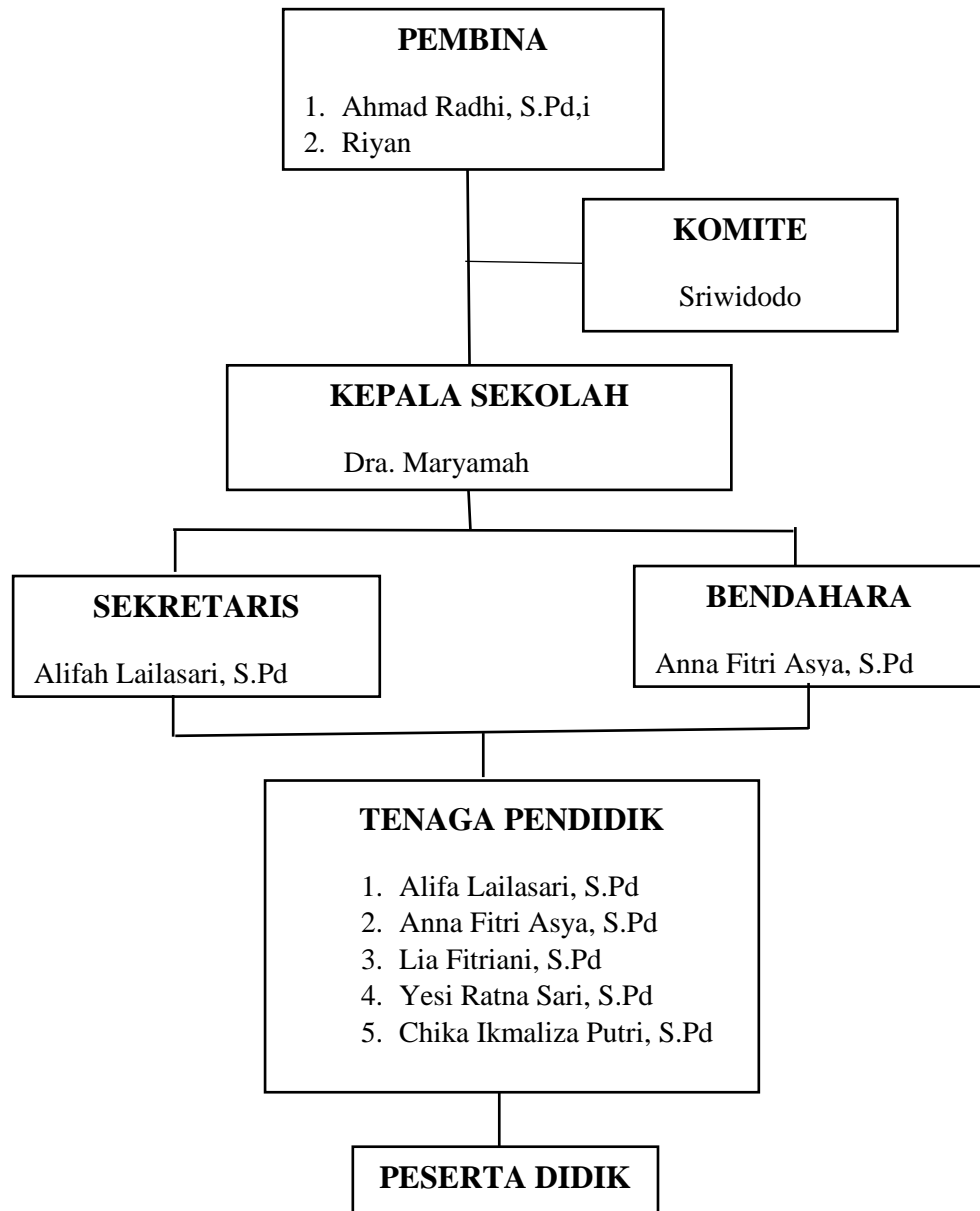 PEMBINA
1. Ahmad Radhi, S.Pd,i
2. Riyan
KOMITE
Sriwidodo
KEPALA SEKOLAH
Dra. Maryamah
SEKRETARIS
Alifah Lailasari, S.Pd
BENDAHARA
Anna Fitri Asya, S.Pd
TENAGA PENDIDIK
1. Alifa Lailasari, S.Pd
2. Anna Fitri Asya, S.Pd
3. Lia Fitriani, S.Pd
4. Yesi Ratna Sari, S.Pd
5. Chika Ikmaliza Putri, S.Pd
PESERTA DIDIK